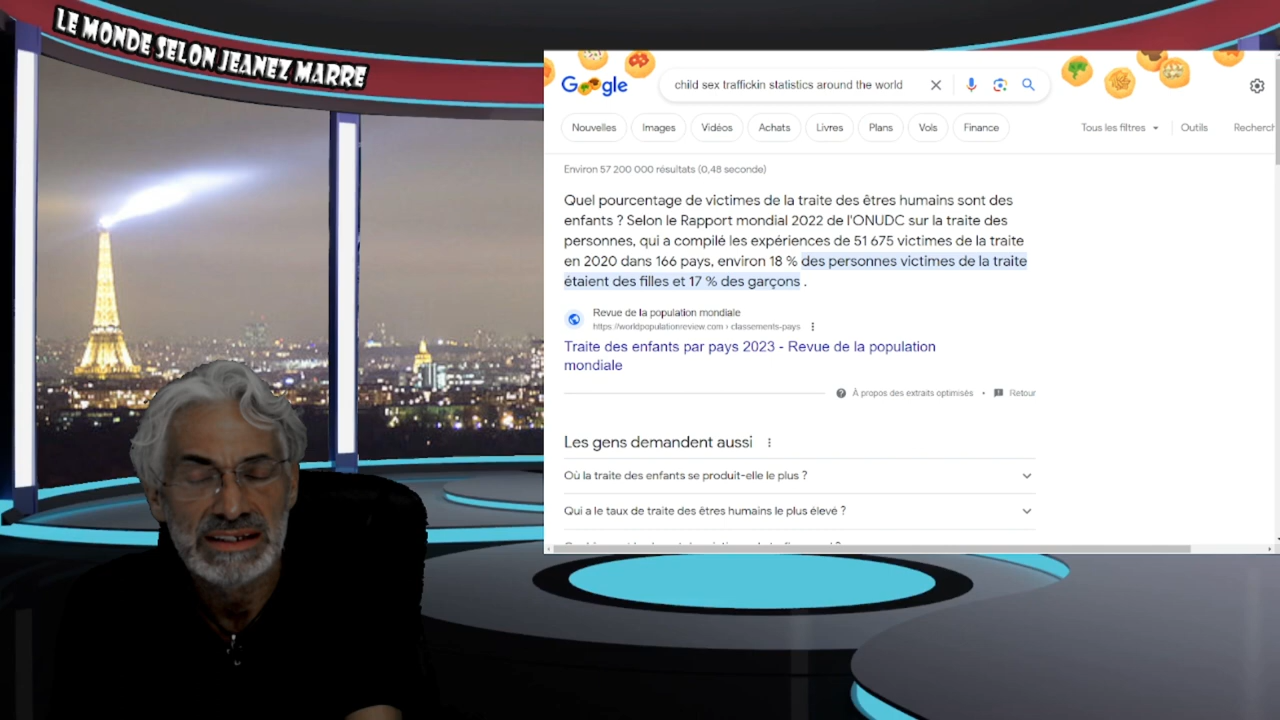 LE MONDE SELON JEANEZ MARRE
Google
child sex traffickin statistics around the world
Nouvelles
Images
Vidéos
Achats
Livres
Plans
Vols
Finance
Tous les filtres
Outils
Recherch
Environ 57 200 000 résultats (0,48 seconde)
Quel pourcentage de victimes de la traite des êtres humains sont des
enfants ? Selon le Rapport mondial 2022 de l'ONUDC sur la traite des
personnes, qui a compilé les expériences de 51 675 victimes de la traite
en 2020 dans 166 pays, environ 18 % des personnes victimes de la traite
étaient des filles et 17 % des garçons .
Revue de la population mondiale
https://worldpopulationreview.com › classements-pays
Traite des enfants par pays 2023 - Revue de la population
mondiale
À propos des extraits optimisés • Retour
Les gens demandent aussi
Où la traite des enfants se produit-elle le plus ?
Qui a le taux de traite des êtres humains le plus élevé ?